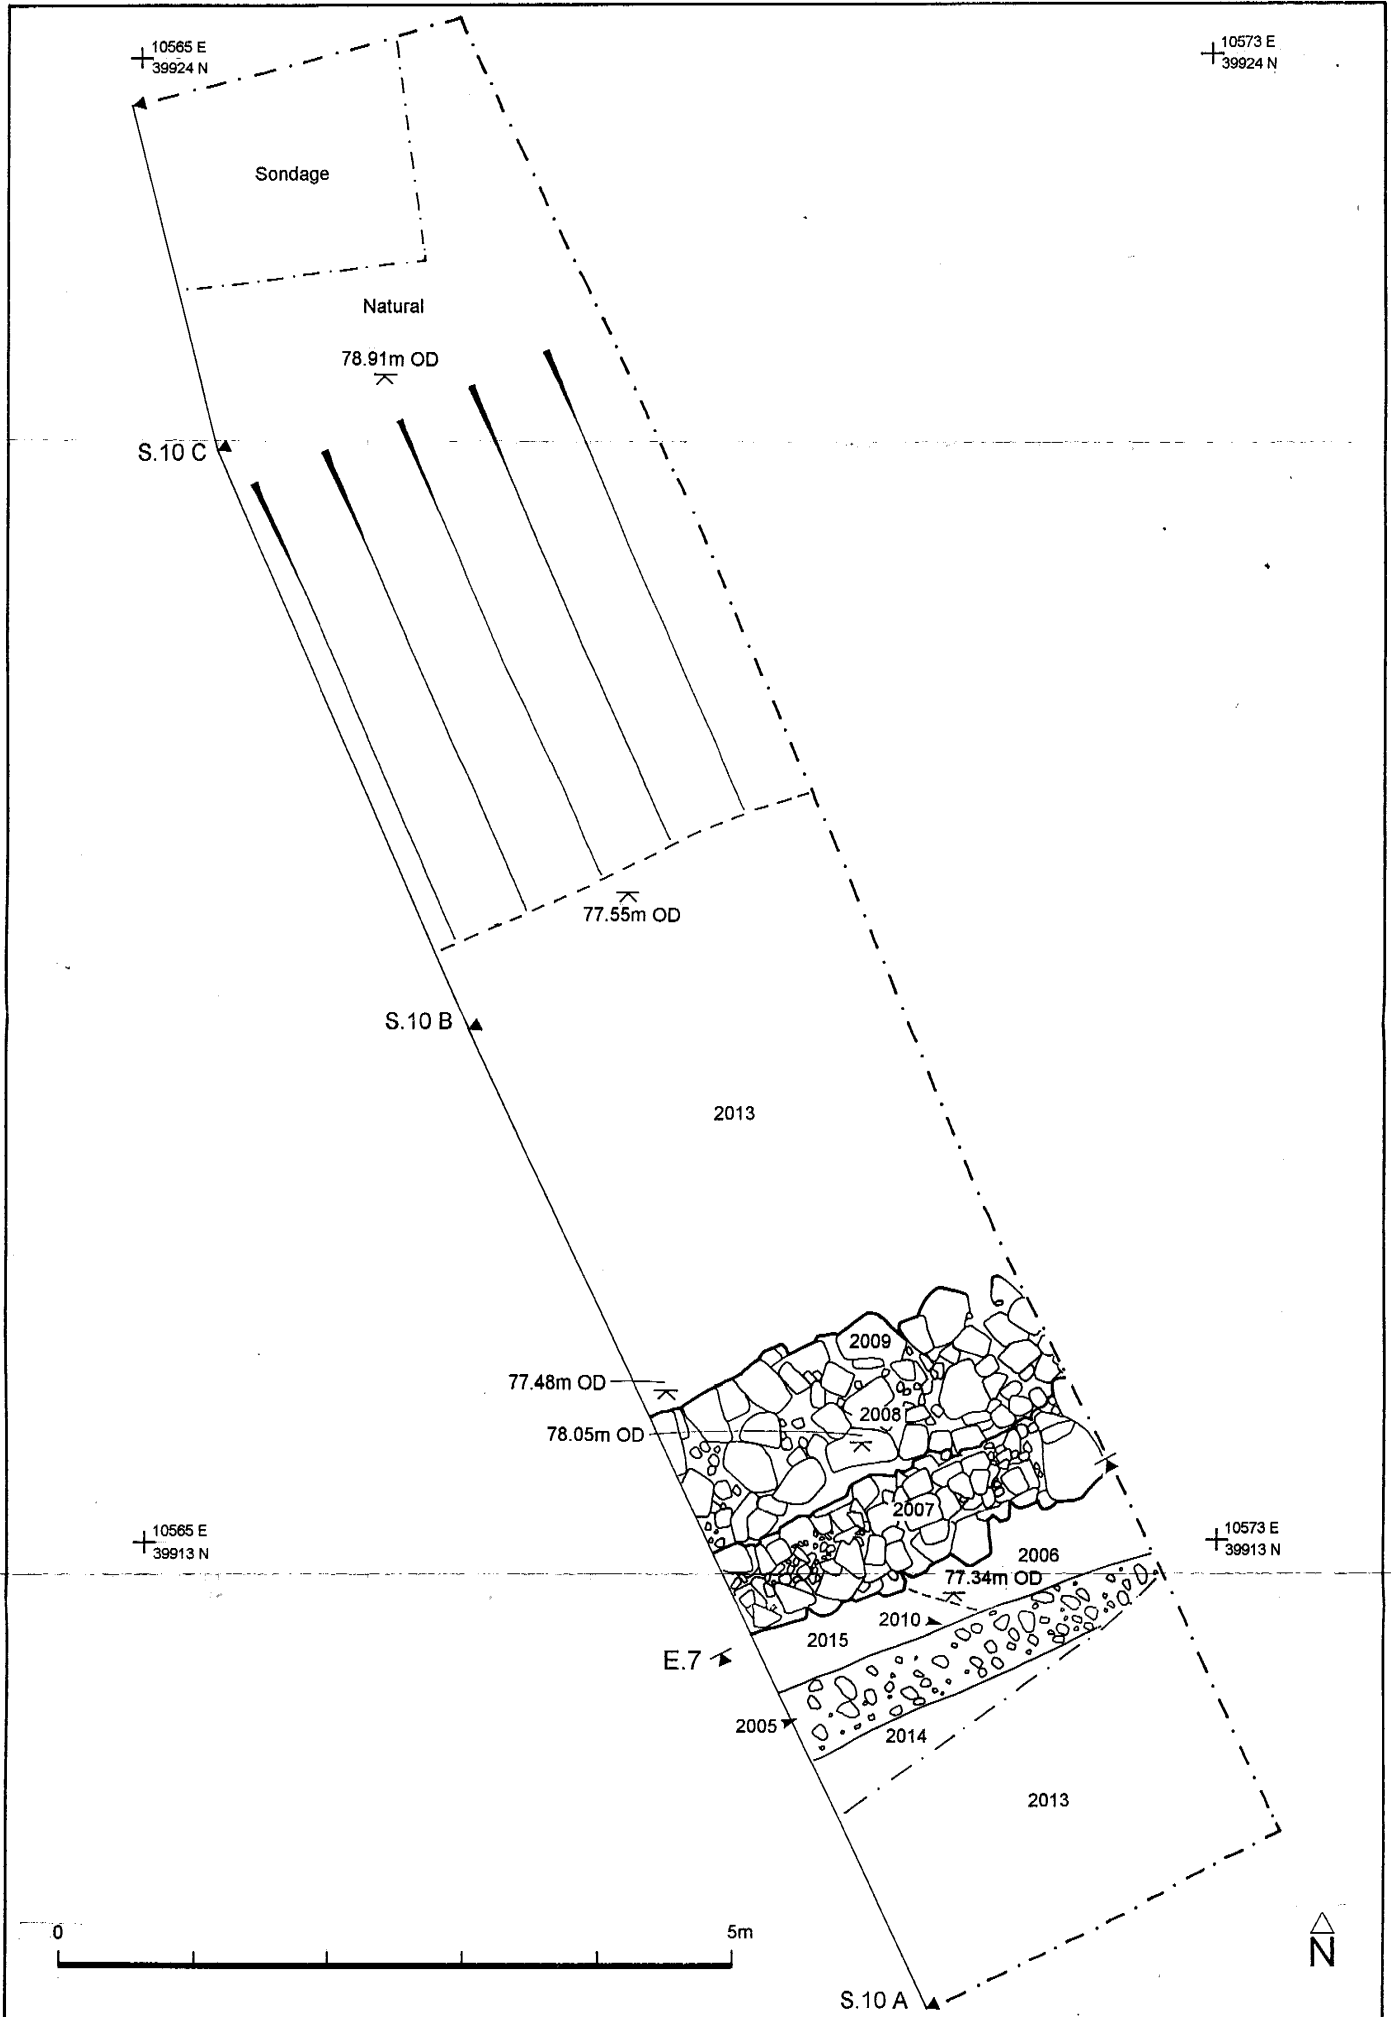 10565 E
39924 N
10573 E
39924 N
Sondage
Natural
78.91m OD
S.10 C
77.55m OD
S.10 B
2013
2009
77.48m OD
2008
78.05m OD
2007
10565 E
39913 N
10573 E
39913 N
2006
77.34m OD
2010
2015
E.7
2005
2014
2013
0
5m
N
S.10 A